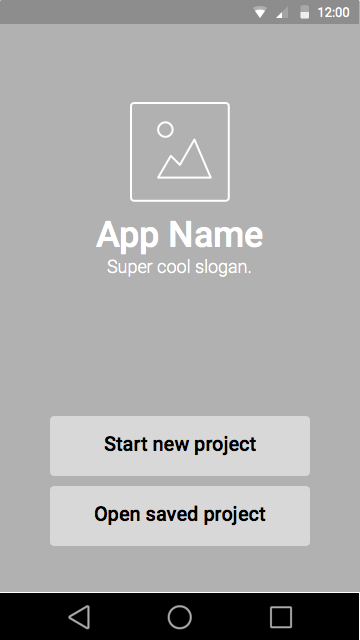 12:00
App Name
Super cool slogan.
Start new project
Open saved project